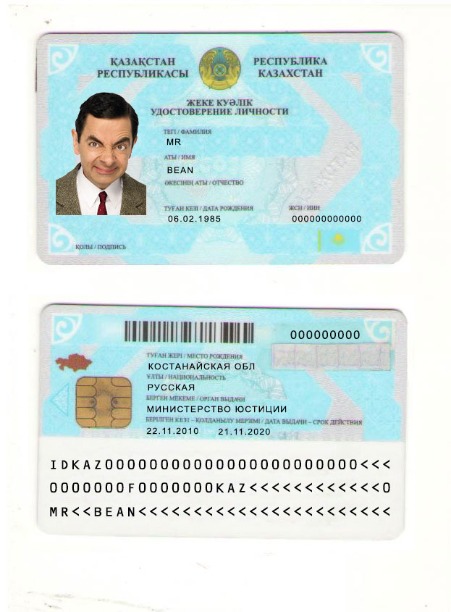 ҚАЗАҚСТАН
РЕСПУБЛИКАСЫ
РЕСПУБЛИКА
КАЗАХСТАН
ЖЕКЕ КУӘЛІК
УДОСТОВЕРЕНИЕ ЛИЧНОСТИ
ТЕГІ / ФАМИЛИЯ
MR
АТЫ / ИМЯ
BEAN
ӘКЕСІНІҢ АТЫ / ОТЧЕСТВО
ТУҒАН КЕЗІ / ДАТА РОЖДЕНИЯ
ЖСН / ИИН
06.02.1985
000000000000
ҚОЛЫ / ПОДПИСЬ
000000000
ТУҒАН ЖЕРІ / МЕСТО РОЖДЕНИЯ
КОСТАНАЙСКАЯ ОБЛ
ҰЛТЫ / НАЦИОНАЛЬНОСТЬ
РУССКАЯ
БЕРГЕН МЕКЕМЕ / ОРГАН ВЫДАЧИ
МИНИСТЕРСТВО ЮСТИЦИИ
БЕРІЛГЕН КЕЗІ - ҚОЛДАНЫЛУ МЕРЗІМІ / ДАТА ВЫДАЧИ - СРОК ДЕЙСТВИЯ
22.11.2010 21.11.2020
IDKAZ0000000000000000000000<<<
0000000F0000000KAZ<<<<<<<<<<<0
MR<<BEAN<<<<<<<<<<<<<<<<<<<<<<